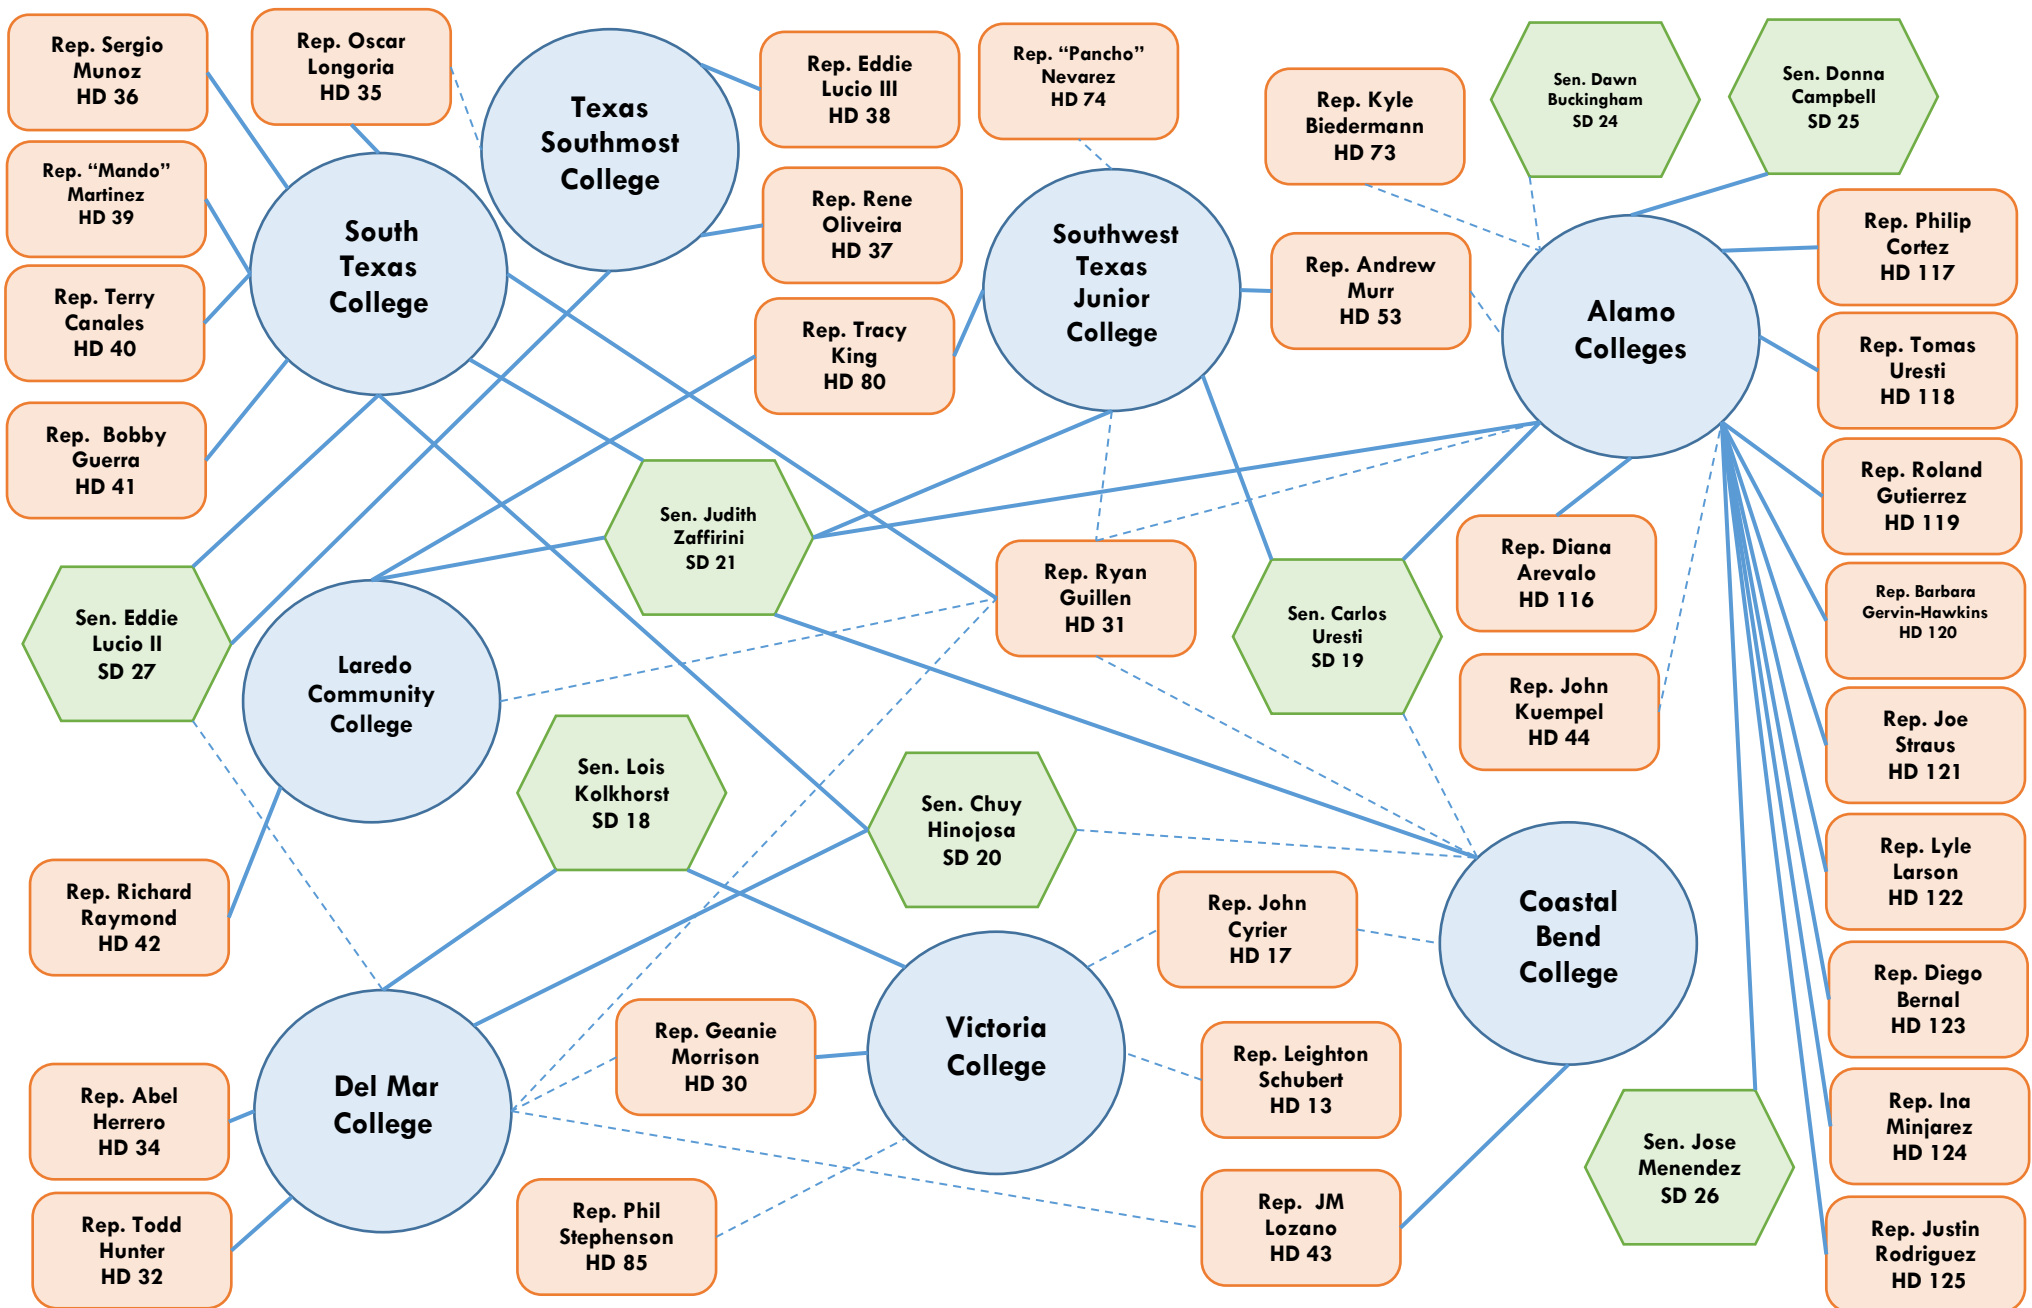 Rep. Sergio
Munoz
HD 36
Rep. Oscar
Longoria
HD 35
Texas
Southmost
College
Rep. Eddie
Lucio III
HD 38
Rep. “Pancho”
Nevarez
HD 74
Rep. Kyle
Biedermann
HD 73
Sen. Dawn
Buckingham
SD 24
Sen. Donna
Campbell
SD 25
Rep. “Mando”
Martinez
HD 39
South
Texas
College
Rep. Rene
Oliveira
HD 37
Southwest
Texas
Junior
College
Rep. Andrew
Murr
HD 53
Alamo
Colleges
Rep. Philip
Cortez
HD 117
Rep. Terry
Canales
HD 40
Rep. Tracy
King
HD 80
Rep. Tomas
Uresti
HD 118
Rep. Bobby
Guerra
HD 41
Sen. Judith
Zaffirini
SD 21
Rep. Roland
Gutierrez
HD 119
Sen. Eddie
Lucio II
SD 27
Laredo
Community
College
Rep. Ryan
Guillen
HD 31
Sen. Carlos
Uresti
SD 19
Rep. Diana
Arevalo
HD 116
Rep. Barbara
Gervin-Hawkins
HD 120
Rep. John
Kuempel
HD 44
Rep. Joe
Straus
HD 121
Sen. Lois
Kolkhorst
SD 18
Sen. Chuy
Hinojosa
SD 20
Rep. Lyle
Larson
HD 122
Rep. Richard
Raymond
HD 42
Rep. John
Cyrier
HD 17
Coastal
Bend
College
Rep. Diego
Bernal
HD 123
Rep. Abel
Herrero
HD 34
Del Mar
College
Rep. Geanie
Morrison
HD 30
Victoria
College
Rep. Leighton
Schubert
HD 13
Rep. Ina
Minjarez
HD 124
Sen. Jose
Menendez
SD 26
Rep. Todd
Hunter
HD 32
Rep. Phil
Stephenson
HD 85
Rep. JM
Lozano
HD 43
Rep. Justin
Rodriguez
HD 125